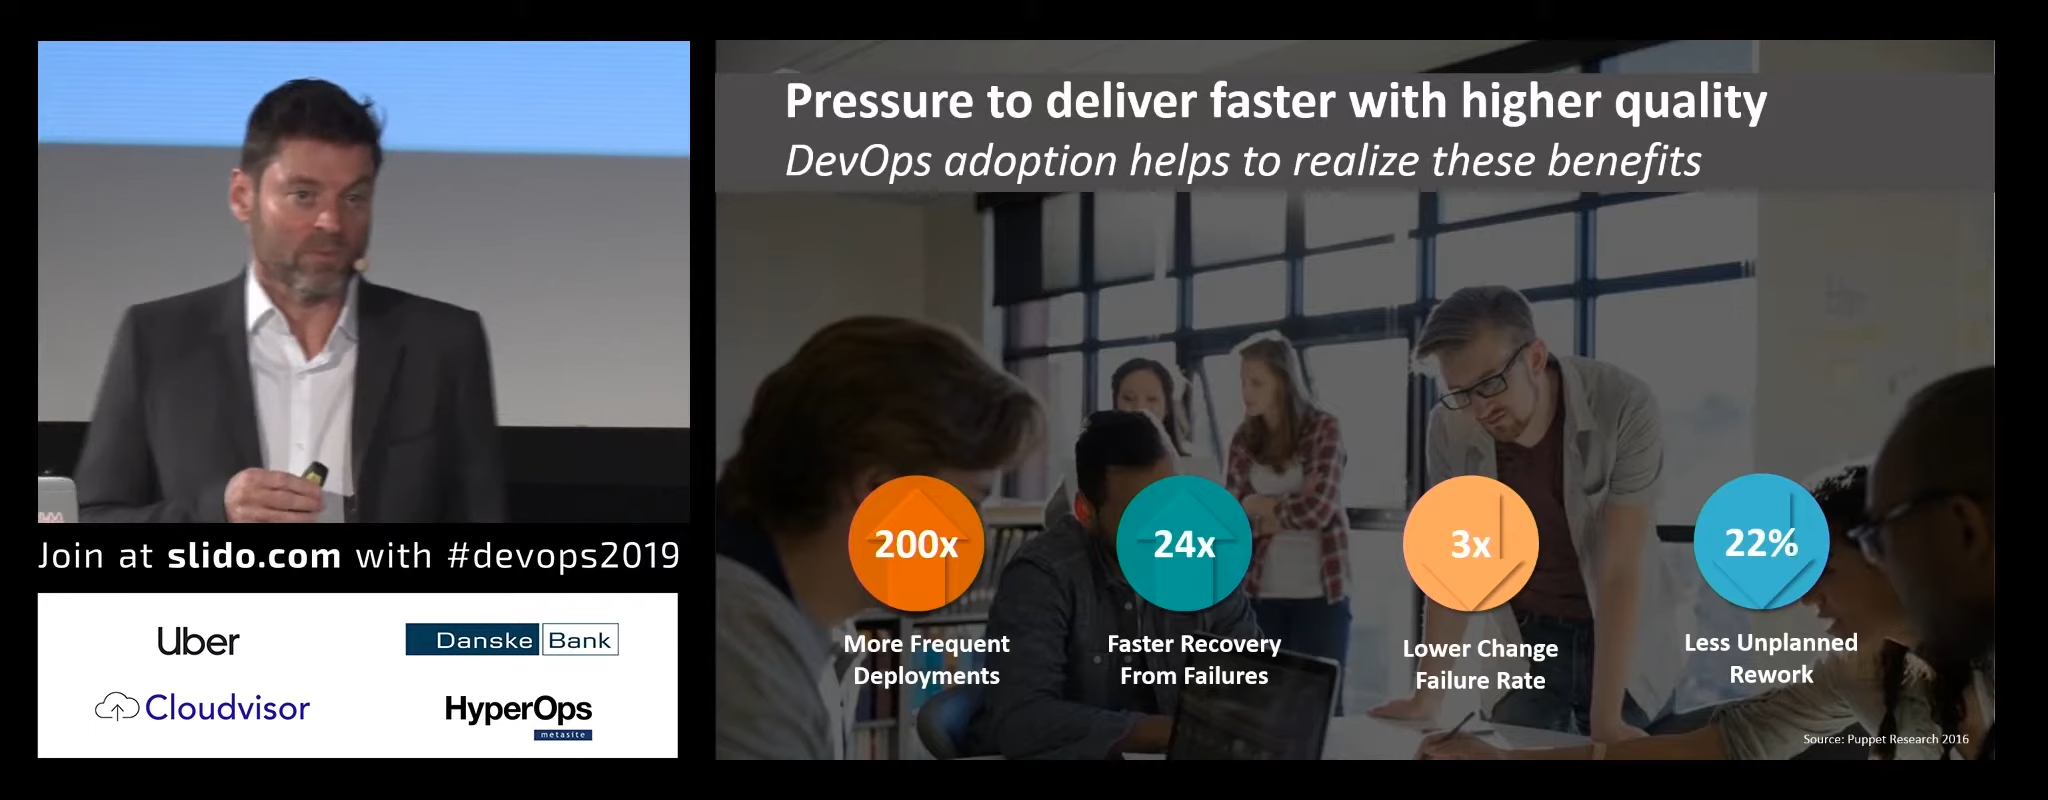 Pressure to deliver faster with higher quality
DevOps adoption helps to realize these benefits
200x
More Frequent
Deployments
24x
Faster Recovery
From Failures
3x
Lower Change
Failure Rate
22%
Less Unplanned
Rework
Source: Puppet Research 2016
Join at slido.com with #devops2019
Uber
Danske Bank
Cloudvisor
HyperOps
metasite